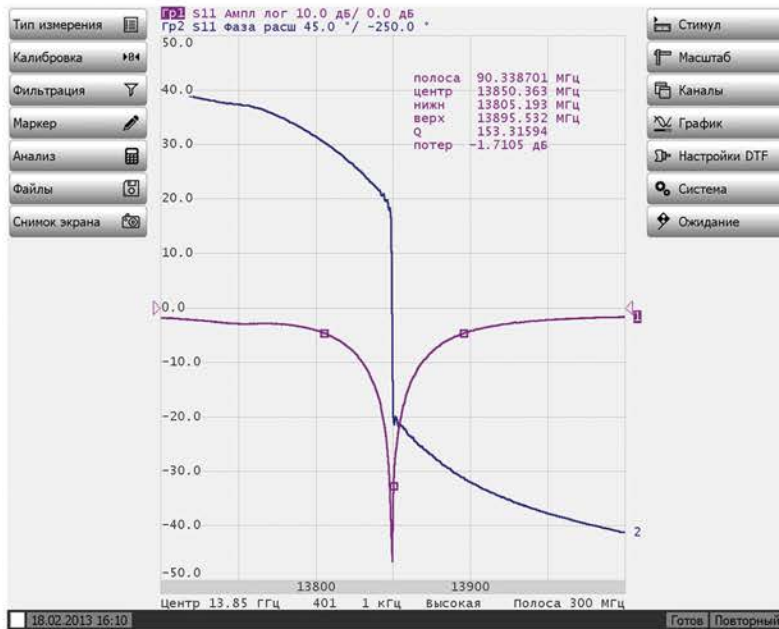 Гр1 S11 Ампл лог 10.0 дБ/ 0.0 дБ
Гр2 S11 Фаза расш 45.0 °/ -250.0 °
Тип измерения
Калибровка
Фильтрация
Маркер
Анализ
Файлы
Снимок экрана
50.0
40.0
30.0
20.0
10.0
0.0
-10.0
-20.0
-30.0
-40.0
-50.0
полоса 90.338701 МГц
центр 13850.363 МГц
нижн 13805.193 МГц
верх 13895.532 МГц
Q 153.31594
потер -1.7105 дБ
1
2
Стимул
Масштаб
Каналы
График
Настройки DTF
Система
Ожидание
13800 13900
Центр 13.85 ГГц 401 1 кГц Высокая Полоса 300 МГц
18.02.2013 16:10 Готов Повторный